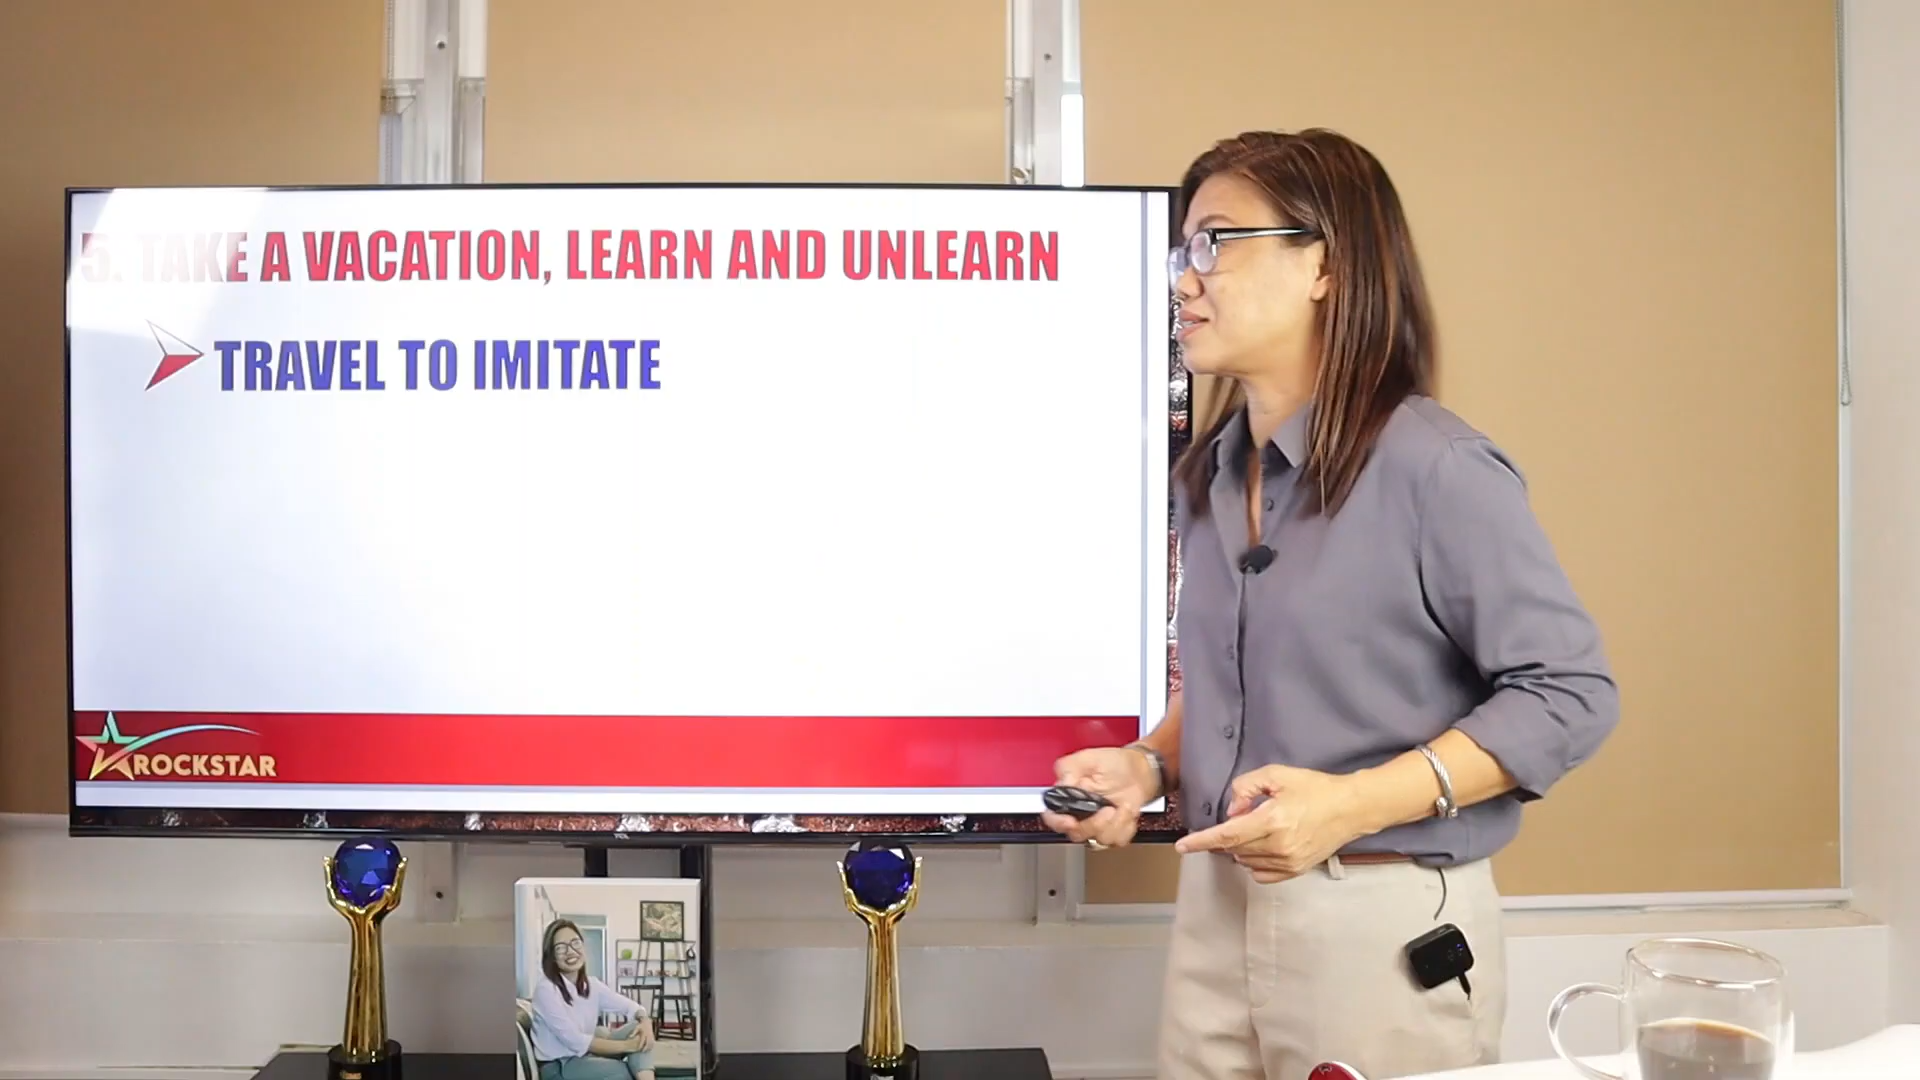 5. TAKE A VACATION, LEARN AND UNLEARN
TRAVEL TO IMITATE
ROCKSTAR